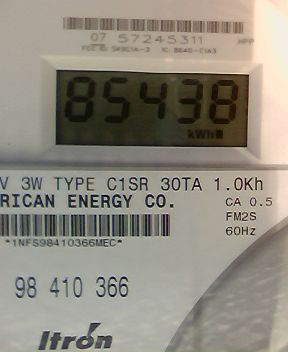 07 57245311
85438
kWh
V 3W TYPE C1SR 30TA 1.0Kh
RICAN ENERGY CO.
CA 0.5
FM2S
60Hz
*1NFS98410366MEC*
98 410 366
Itrón